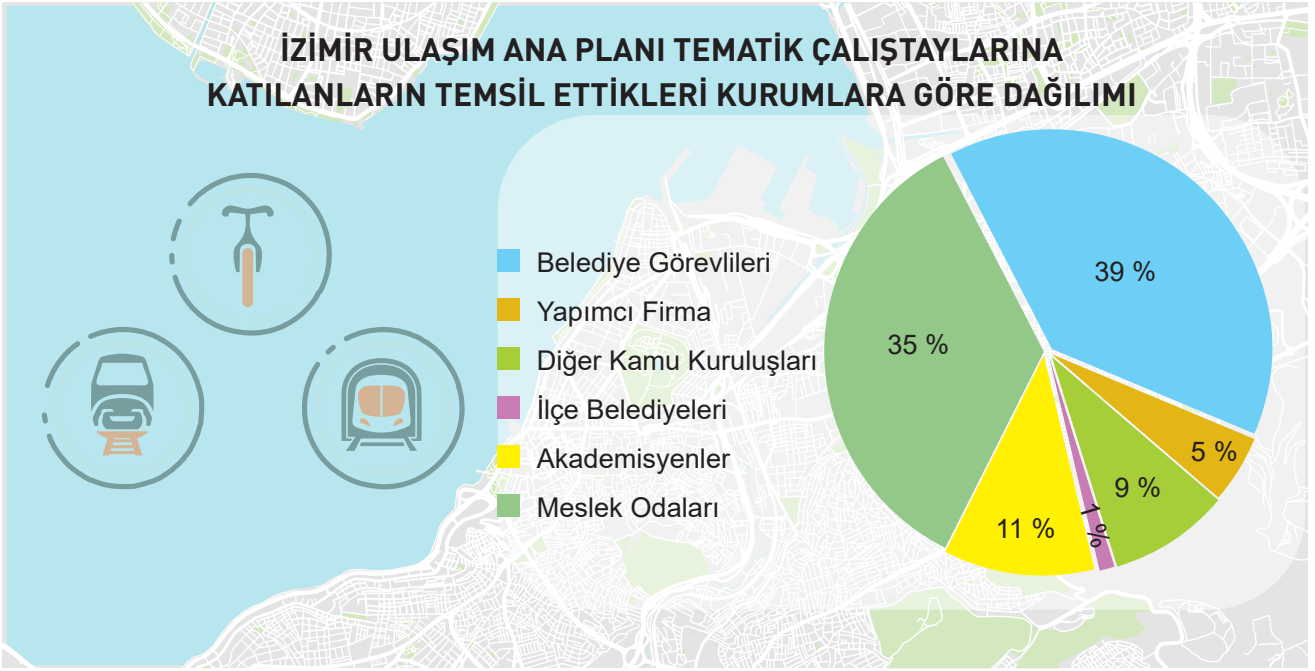 İZİMİR ULAŞIM ANA PLANI TEMATİK ÇALIŞTAYLARINA
KATILANLARIN TEMSİL ETTİKLERİ KURUMLARA GÖRE DAĞILIMI
Belediye Görevlileri
Yapımcı Firma
Diğer Kamu Kuruluşları
İlçe Belediyeleri
Akademisyenler
Meslek Odaları
39 %
5 %
9 %
1 %
11 %
35 %